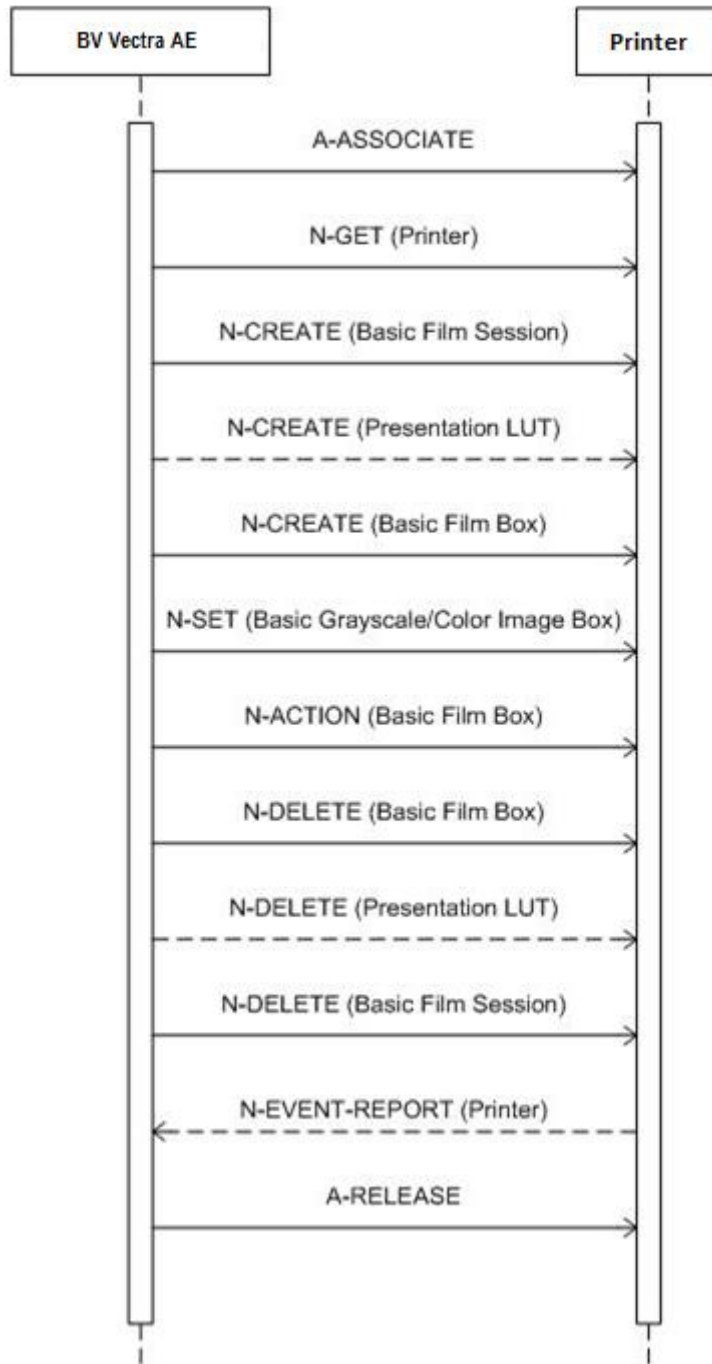 BV Vectra AE
Printer
A-ASSOCIATE
N-GET (Printer)
N-CREATE (Basic Film Session)
N-CREATE (Presentation LUT)
N-CREATE (Basic Film Box)
N-SET (Basic Grayscale/Color Image Box)
N-ACTION (Basic Film Box)
N-DELETE (Basic Film Box)
N-DELETE (Presentation LUT)
N-DELETE (Basic Film Session)
N-EVENT-REPORT (Printer)
A-RELEASE